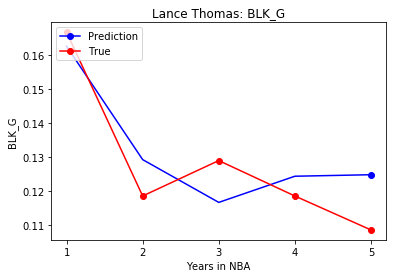 Lance Thomas: BLK_G
Prediction
True
0.16
0.15
0.14
0.13
0.12
0.11
BLK_G
1 2 3 4 5
Years in NBA